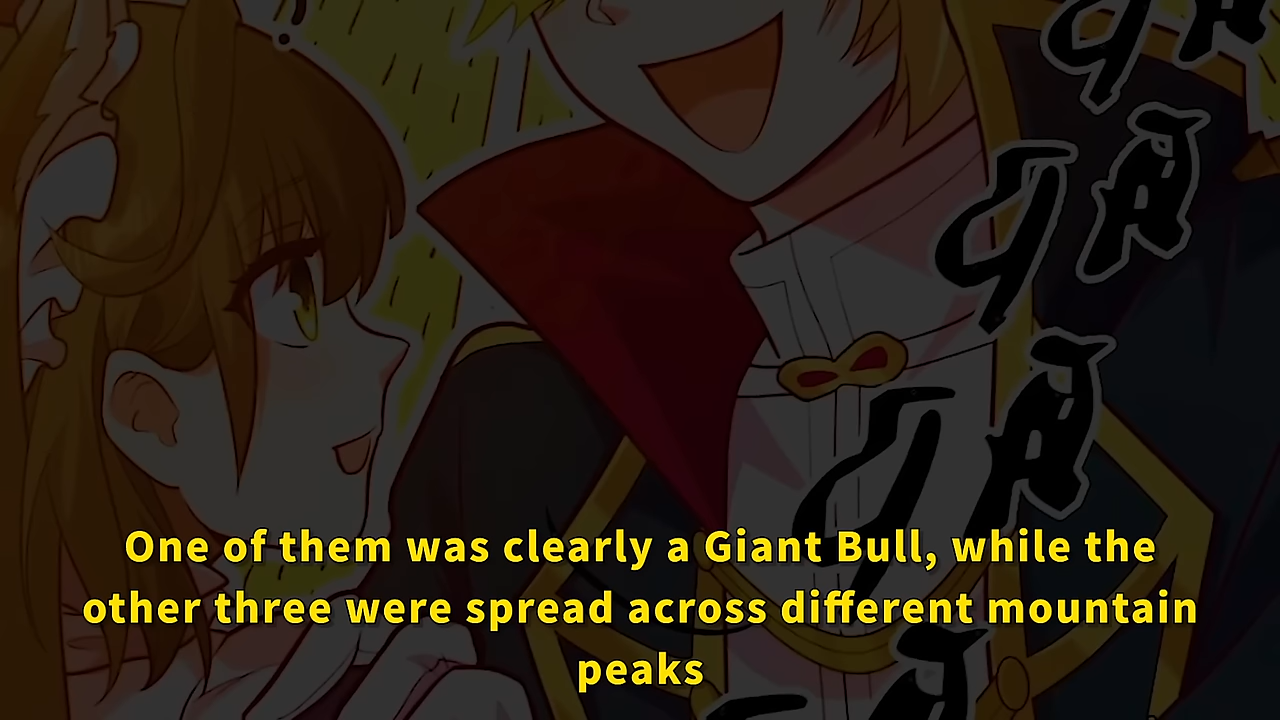 One of them was clearly a Giant Bull, while the
other three were spread across different mountain
peaks